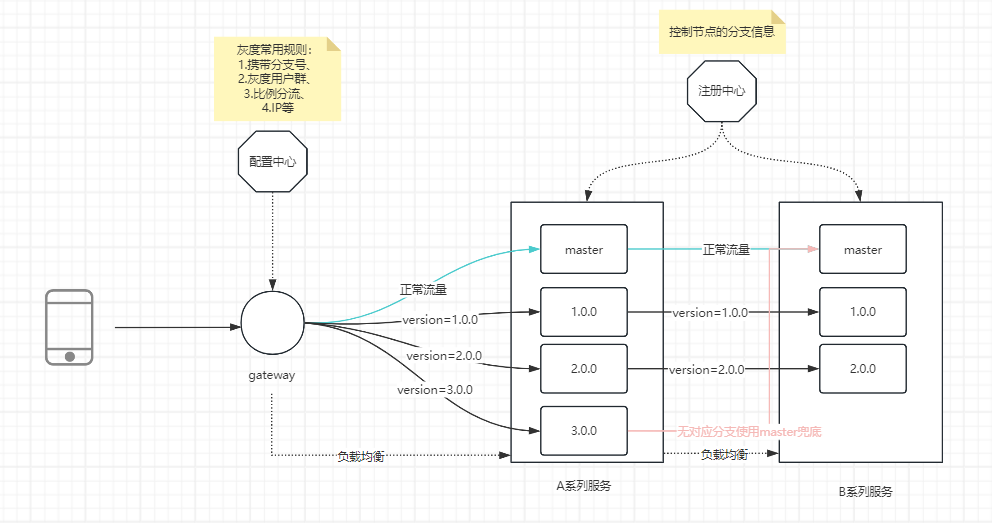 控制节点的分支信息
灰度常用规则：
1.携带分支号、
2.灰度用户群、
3.比例分流、
4.IP等
注册中心
配置中心
master
正常流量
master
正常流量
version=1.0.0
1.0.0
version=1.0.0
1.0.0
version=2.0.0
2.0.0
version=2.0.0
2.0.0
gateway
version=3.0.0
3.0.0
无对应分支使用master兜底
负载均衡
负载均衡
A系列服务
B系列服务